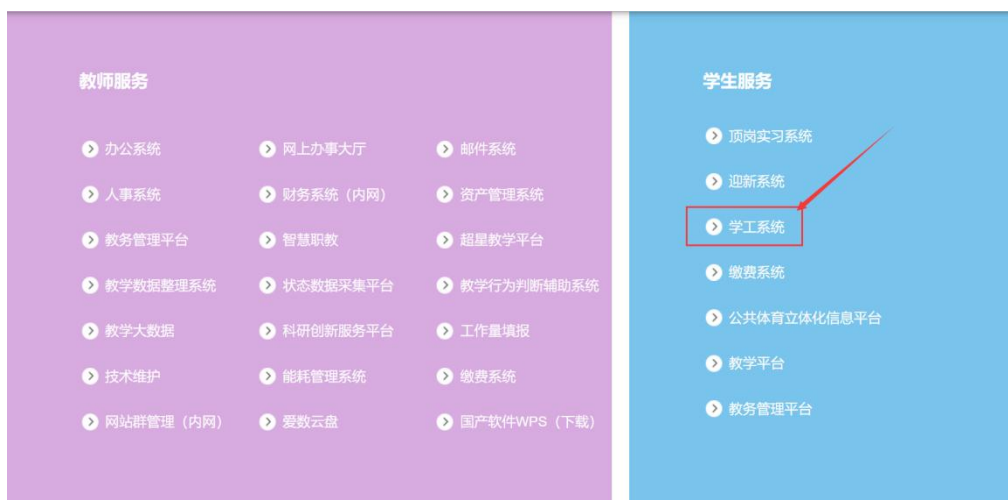 教师服务
办公系统
网上办事大厅
邮件系统
人事系统
财务系统（内网）
资产管理系统
教务管理平台
智慧职教
超星教学平台
教学数据整理系统
状态数据采集平台
教学行为判断辅助系统
教学大数据
科研创新服务平台
工作量填报
技术维护
能耗管理系统
缴费系统
网站群管理（内网）
爱数云盘
国产软件WPS（下载）
学生服务
顶岗实习系统
迎新系统
学工系统
缴费系统
公共体育立体化信息平台
教学平台
教务管理平台